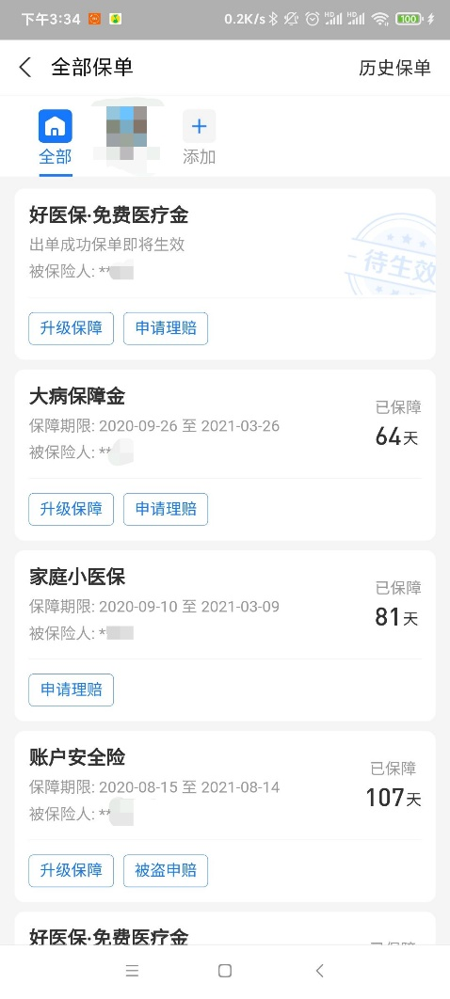 下午3:34
0.2K/s
HD
HD
100
全部保单
历史保单
全部
添加
好医保·免费医疗金
出单成功保单即将生效
被保险人: **
待生效
升级保障
申请理赔
大病保障金
保障期限: 2020-09-26 至 2021-03-26
被保险人: **
已保障
64天
升级保障
申请理赔
家庭小医保
保障期限: 2020-09-10 至 2021-03-09
被保险人: *
已保障
81天
申请理赔
账户安全险
保障期限: 2020-08-15 至 2021-08-14
被保险人: **
已保障
107天
升级保障
被盗申赔
好医保·免费医疗金
已保障